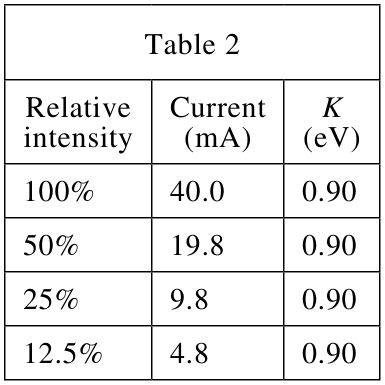 Table 2
Relative intensity Current (mA) K (eV)
100% 40.0 0.90
50% 19.8 0.90
25% 9.8 0.90
12.5% 4.8 0.90